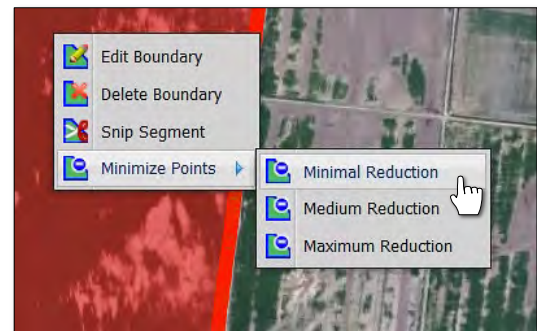 Edit Boundary
Delete Boundary
Snip Segment
Minimize Points
Minimal Reduction
Medium Reduction
Maximum Reduction